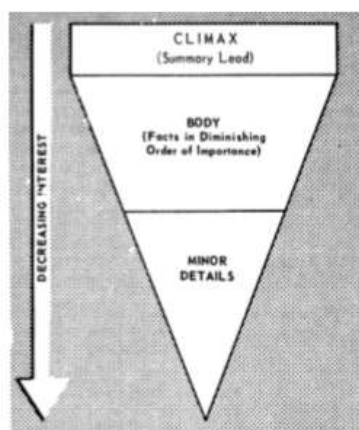 CLIMAX
(Summary Lead)
BODY
(Facts in Diminishing
Order of Importance)
MINOR
DETAILS
DECREASING INTEREST